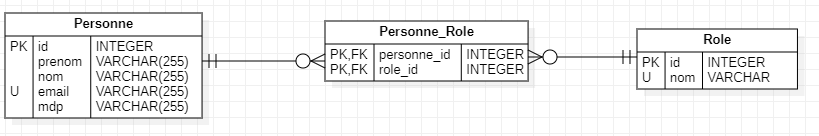 Personne
PK id INTEGER
prenom VARCHAR(255)
nom VARCHAR(255)
U email VARCHAR(255)
mdp VARCHAR(255)
Personne_Role
PK,FK personne_id INTEGER
PK,FK role_id INTEGER
Role
PK id INTEGER
U nom VARCHAR